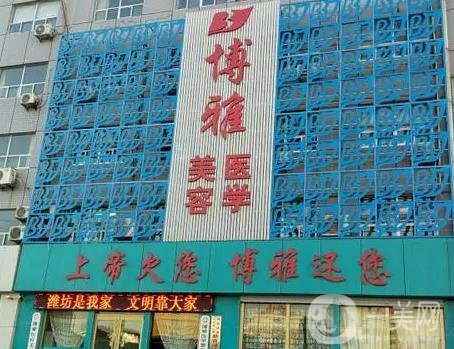 博雅
医学
美容
上帝欠您 博雅还您
潍坊是我家 文明靠大家
一美网